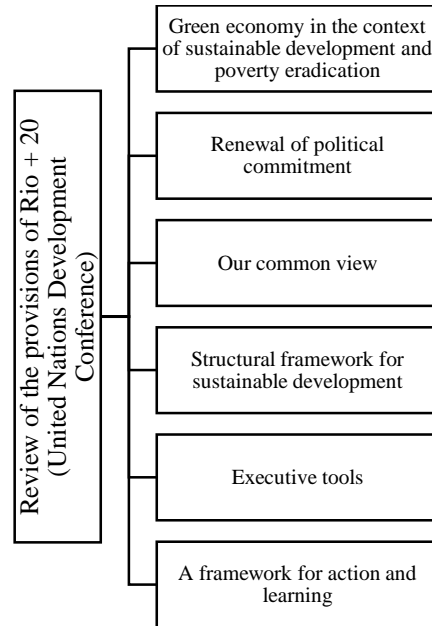 Review of the provisions of Rio + 20
(United Nations Development
Conference)
Green economy in the context
of sustainable development and
poverty eradication
Renewal of political
commitment
Our common view
Structural framework for
sustainable development
Executive tools
A framework for action and
learning